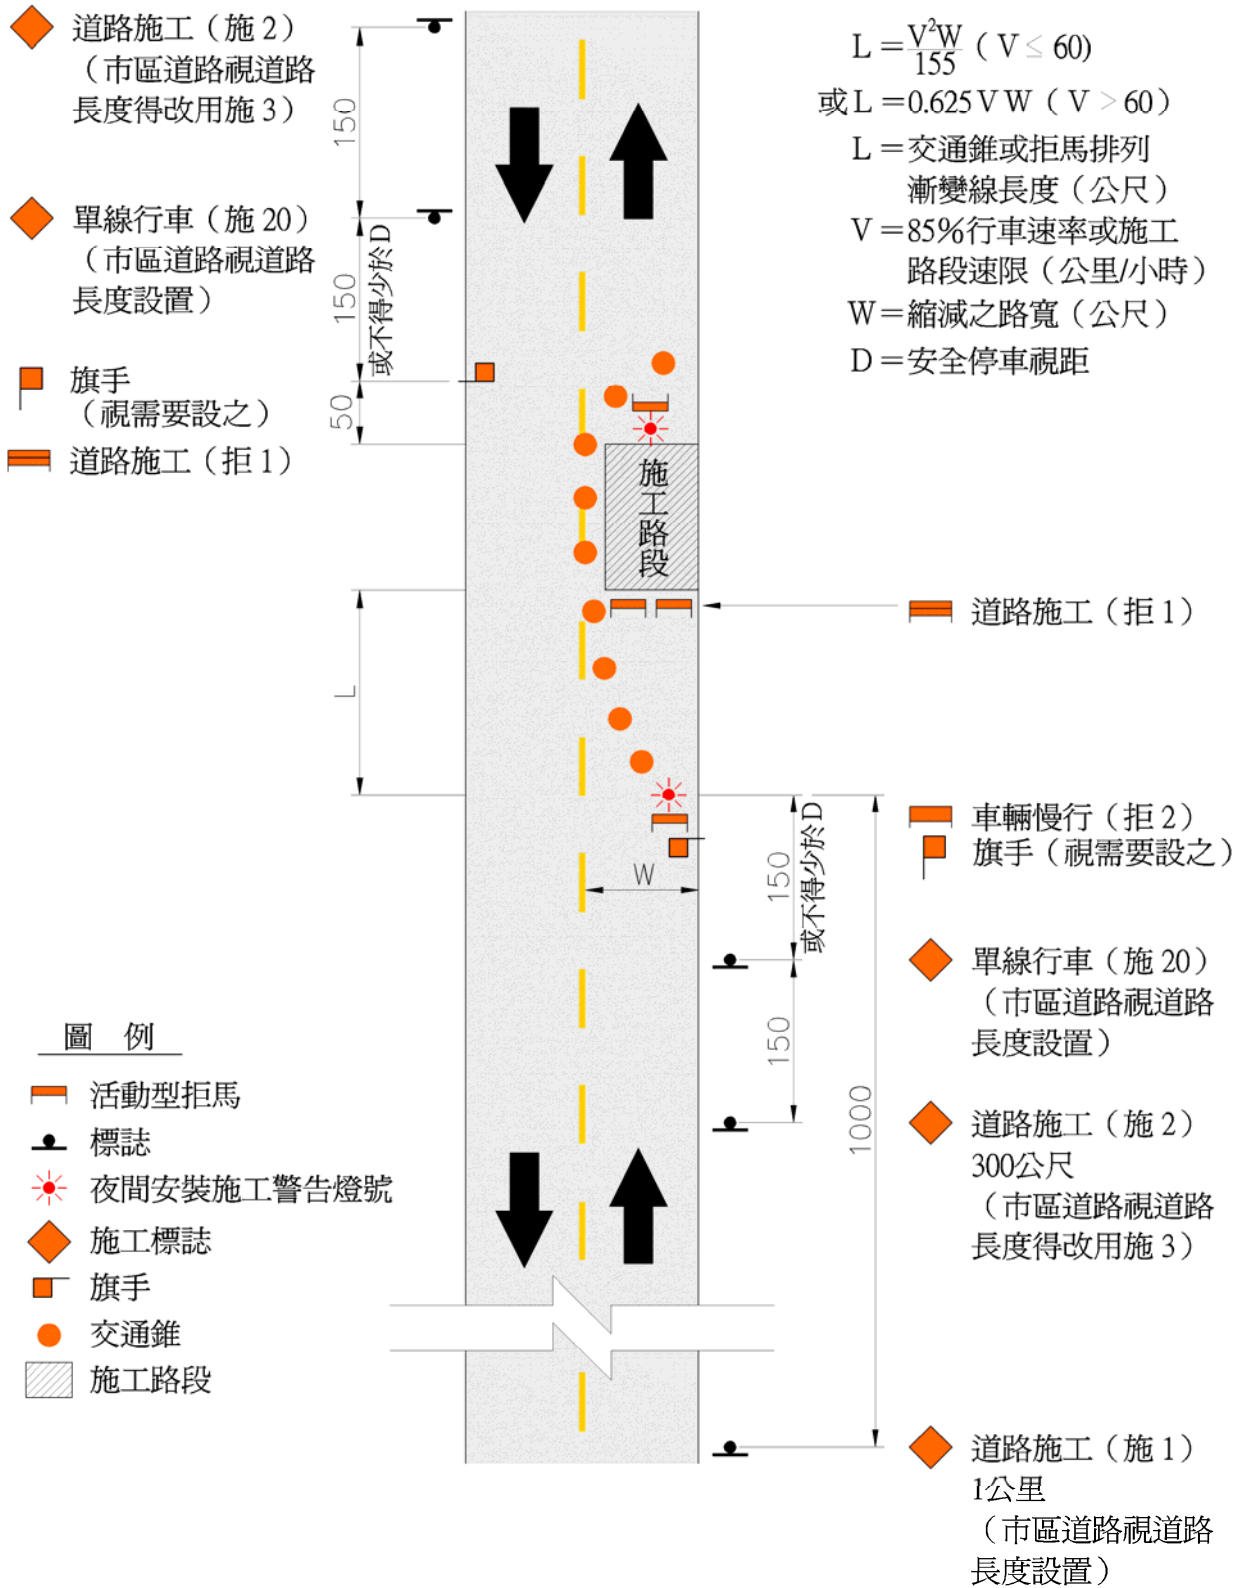 道路施工（施 2）
（市區道路視道路
長度得改用施 3）
150
單線行車（施 20）
（市區道路視道路
長度設置）
150
或不得少於D
旗手
（視需要設之）
50
道路施工（拒 1）
L＝V²W/155（V ≤ 60）
或 L＝0.625 V W（V > 60）
L＝交通錐或拒馬排列
漸變線長度（公尺）
V＝85%行車速率或施工
路段速限（公里/小時）
W＝縮減之路寬（公尺）
D＝安全停車視距
施工路段
道路施工（拒 1）
L
車輛慢行（拒 2）
旗手（視需要設之）
W
150
或不得少於D
單線行車（施 20）
（市區道路視道路
長度設置）
150
1000
道路施工（施 2）
300公尺
（市區道路視道路
長度得改用施 3）
道路施工（施 1）
1公里
（市區道路視道路
長度設置）
圖 例
活動型拒馬
標誌
夜間安裝施工警告燈號
施工標誌
旗手
交通錐
施工路段